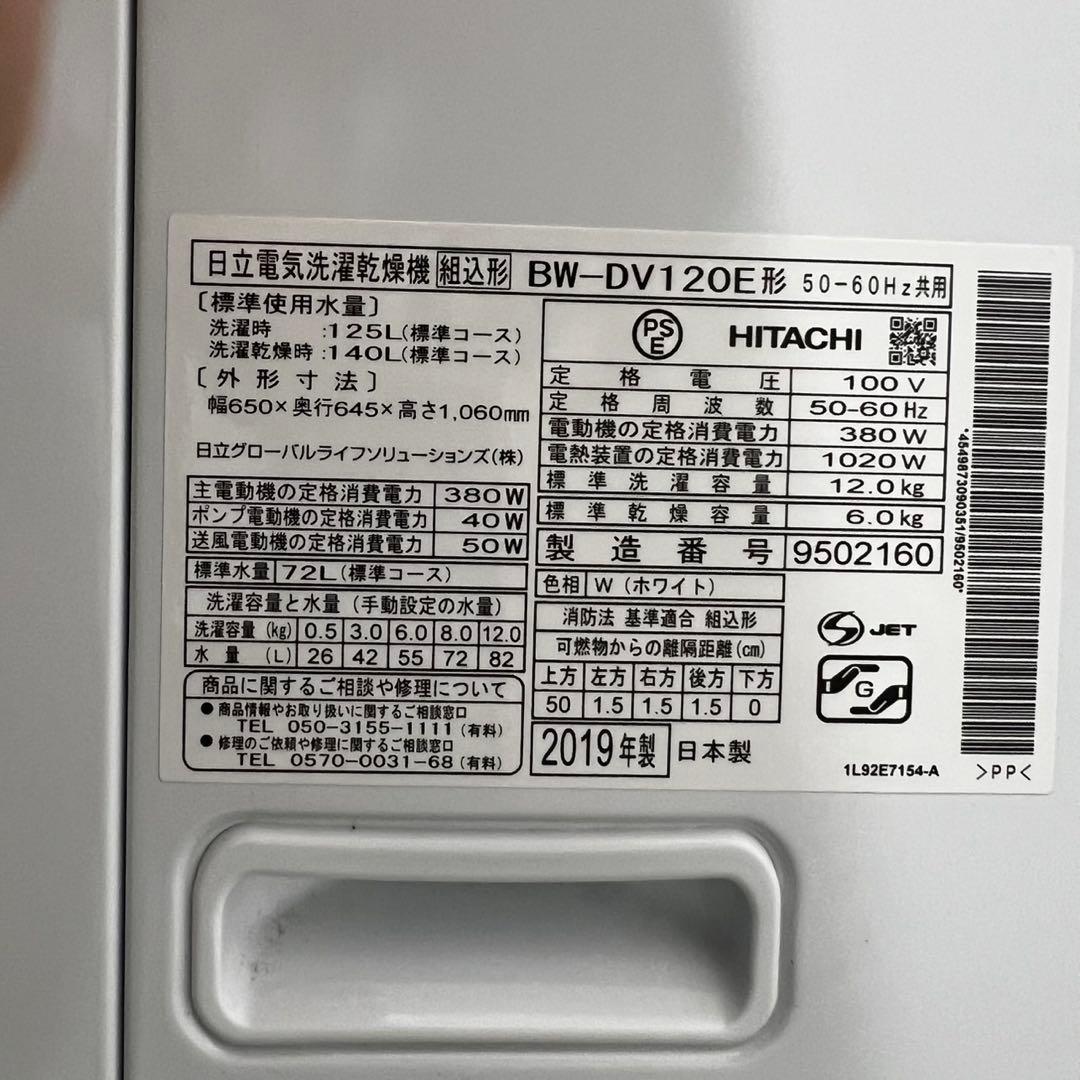 日立電気洗濯乾燥機 組込形 BW-DV120E形 50-60Hz共用
〔標準使用水量〕
洗濯時 :125L(標準コース)
洗濯乾燥時:140L(標準コース)
〔外形寸法〕
幅650×奥行645×高さ1,060mm
日立グローバルライフソリューションズ(株)
主電動機の定格消費電力 380W
ポンプ電動機の定格消費電力 40W
送風電動機の定格消費電力 50W
標準水量 72L(標準コース)
洗濯容量と水量 (手動設定の水量)
洗濯容量 (kg) 0.5 3.0 6.0 8.0 12.0
水量 (L) 26 42 55 72 82
商品に関するご相談や修理について
●商品情報やお取り扱いに関するご相談窓口
TEL 050-3155-1111(有料)
●修理のご依頼や修理に関するご相談窓口
TEL 0570-0031-68(有料)
PSE HITACHI
定格電圧 100V
定格周波数 50-60Hz
電動機の定格消費電力 380W
電熱装置の定格消費電力 1020W
標準洗濯容量 12.0kg
標準乾燥容量 6.0kg
製造番号 9502160
色相 W (ホワイト)
消防法 基準適合 組込形
可燃物からの離隔距離(cm)
上方 左方 右方 後方 下方
50 1.5 1.5 1.5 0
2019年製 日本製
S JET
G
1L92E7154-A >PP<
*4549873090351/9502160*